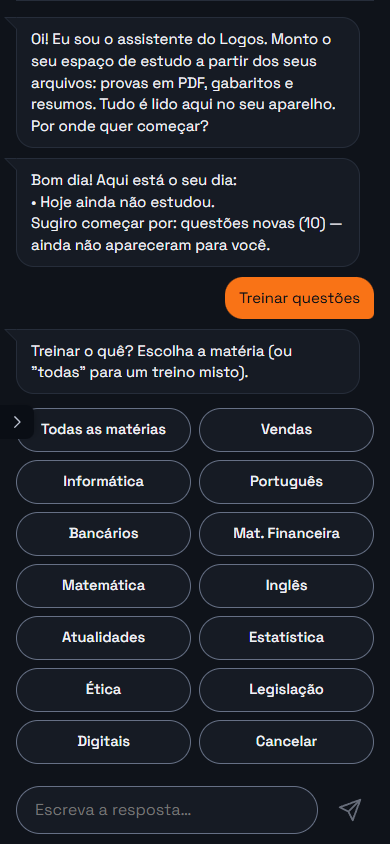 Oi! Eu sou o assistente do Logos. Monto o
seu espaço de estudo a partir dos seus
arquivos: provas em PDF, gabaritos e
resumos. Tudo é lido aqui no seu aparelho.
Por onde quer começar?
Bom dia! Aqui está o seu dia:
• Hoje ainda não estudou.
Sugiro começar por: questões novas (10) —
ainda não apareceram para você.
Treinar questões
Treinar o quê? Escolha a matéria (ou
"todas" para um treino misto).
Todas as matérias
Vendas
Informática
Português
Bancários
Mat. Financeira
Matemática
Inglês
Atualidades
Estatística
Ética
Legislação
Digitais
Cancelar
Escreva a resposta...